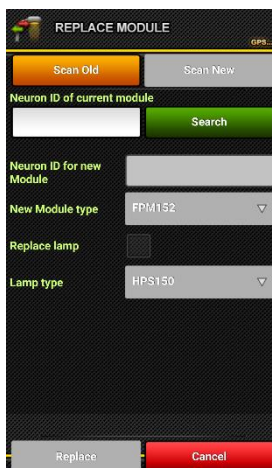 REPLACE MODULE
GPS...
Scan Old
Scan New
Neuron ID of current module
Search
Neuron ID for new
Module
New Module type
FPM152
Replace lamp
Lamp type
HPS150
Replace
Cancel